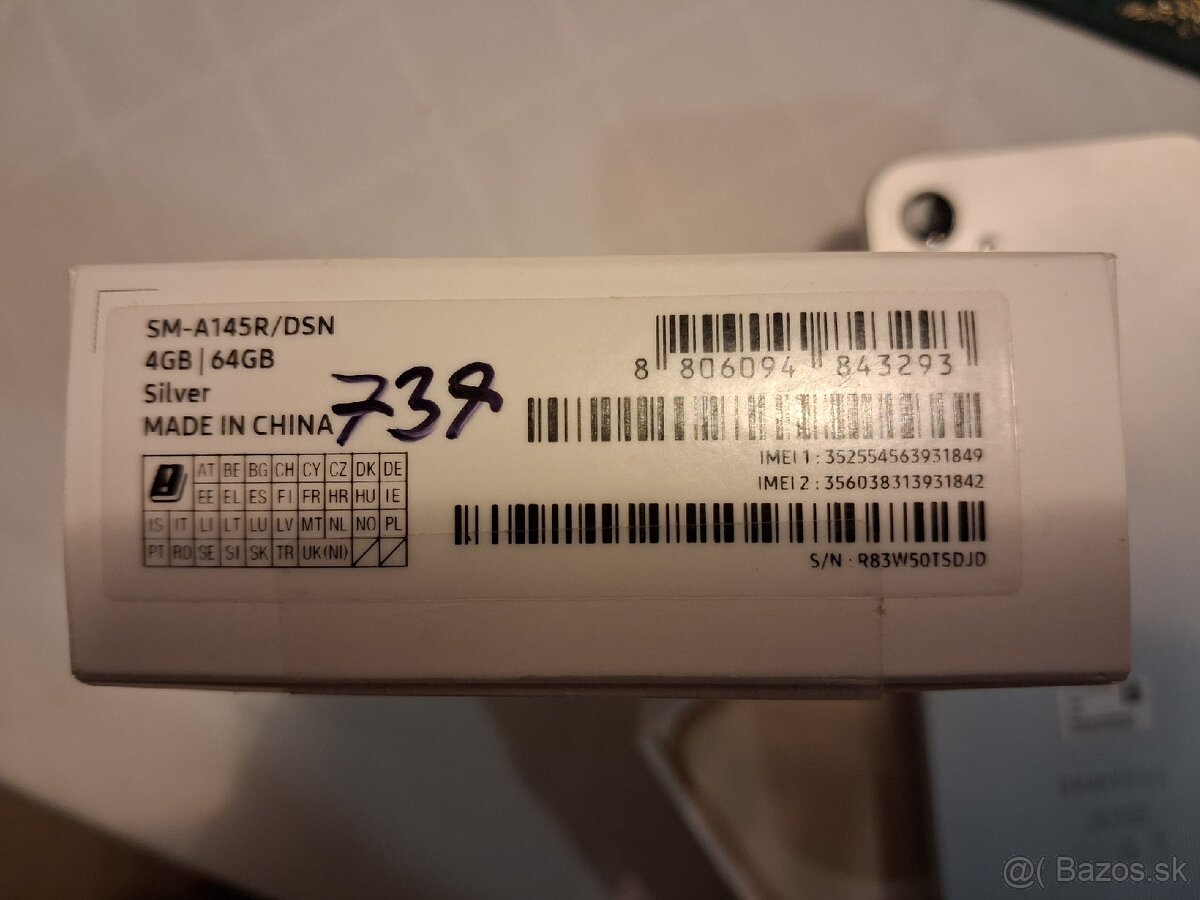 SM-A145R/DSN
4GB | 64GB
Silver
MADE IN CHINA
739
AT BE BG CH CY CZ DK DE
EE EL ES FI FR HR HU IE
IS IT LI LT LU LV MT NL NO PL
PT RO SE SI SK TR UK(NI)
8 806094 843293
IMEI 1 : 352554563931849
IMEI 2 : 356038313931842
S/N : R83W50TSDJD
@( Bazos.sk